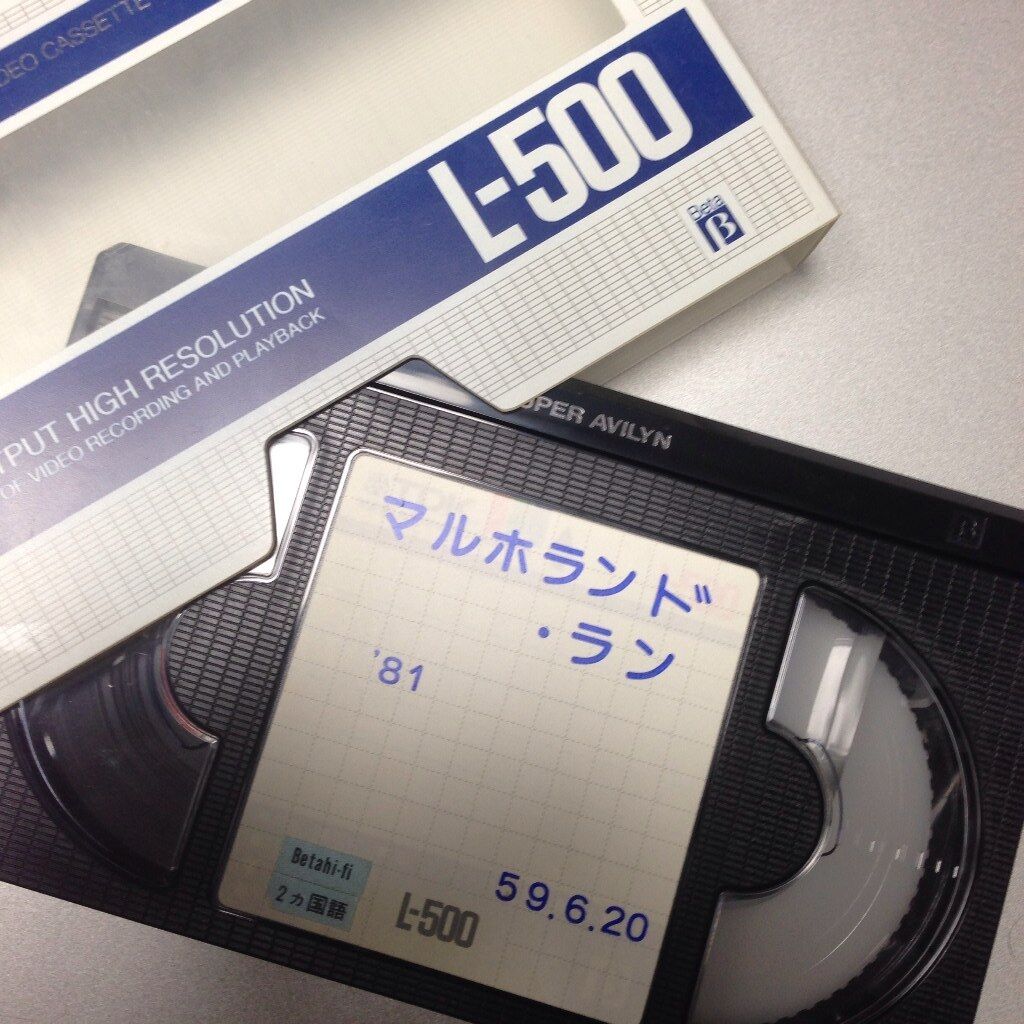 VIDEO CASSETTE
L-500
Beta
β
OUTPUT HIGH RESOLUTION
OF VIDEO RECORDING AND PLAYBACK
SUPER AVILYN
マルホランド
・ラン
'81
Betahi-fi
2ヵ国語
L-500
59.6.20